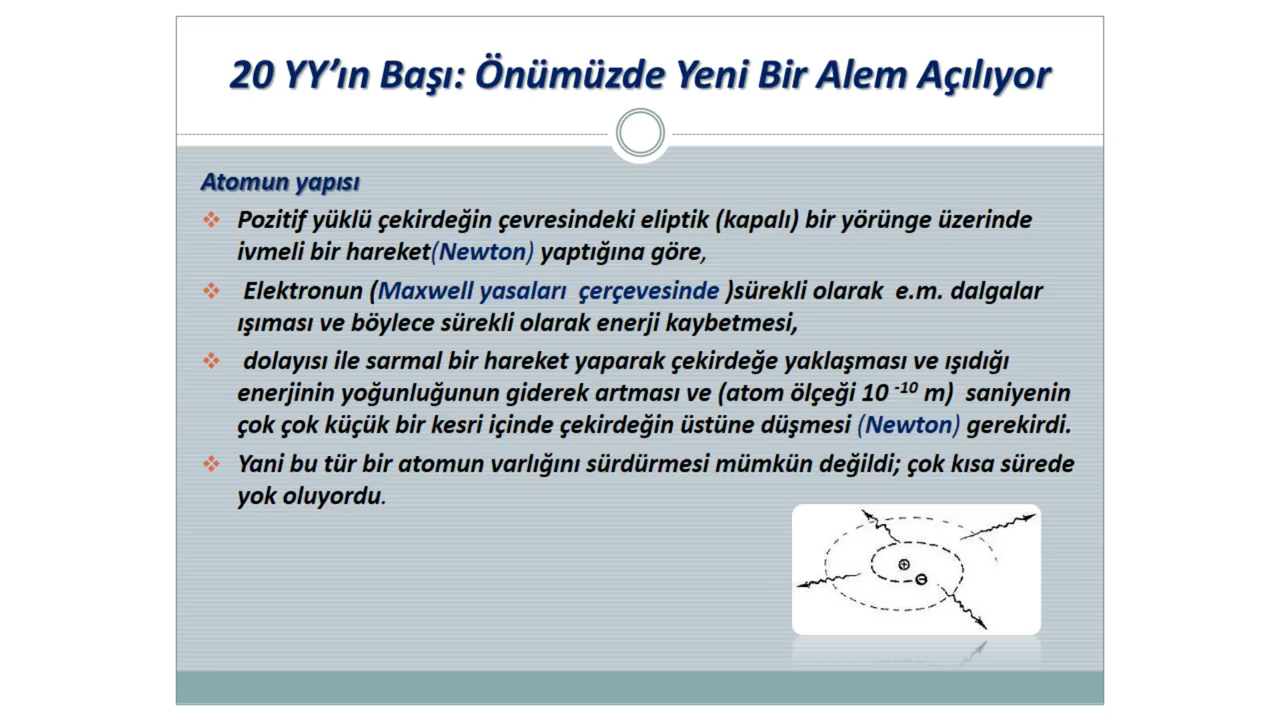 20 YY’ın Başı: Önümüzde Yeni Bir Alem Açılıyor
Atomun yapısı
Pozitif yüklü çekirdeğin çevresindeki eliptik (kapalı) bir yörünge üzerinde
ivmeli bir hareket(Newton) yaptığına göre,
Elektronun (Maxwell yasaları çerçevesinde )sürekli olarak e.m. dalgalar
ışıması ve böylece sürekli olarak enerji kaybetmesi,
dolayısı ile sarmal bir hareket yaparak çekirdeğe yaklaşması ve ışıdığı
enerjinin yoğunluğunun giderek artması ve (atom ölçeği 10 -10 m) saniyenin
çok çok küçük bir kesri içinde çekirdeğin üstüne düşmesi (Newton) gerekirdi.
Yani bu tür bir atomun varlığını sürdürmesi mümkün değildi; çok kısa sürede
yok oluyordu.
+
−